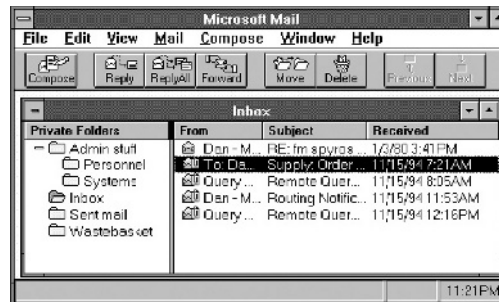 Microsoft Mail
File Edit View Mail Compose Window Help
Compose Reply ReplyAll Forward Move Delete Previous Next
Inbox
Private Folders From Subject Received
Admin stuff Dan - M... RE: fm spyros ... 1/3/80 3:41PM
Personnel To: Da... Supply: Order ... 11/15/94 7:21AM
Systems Query ... Remote Quer... 11/15/94 8:05AM
Inbox Dan - M... Routing Notific... 11/15/94 11:53AM
Sent mail Query ... Remote Quer... 11/15/94 12:16PM
Wastebasket
11:21PM